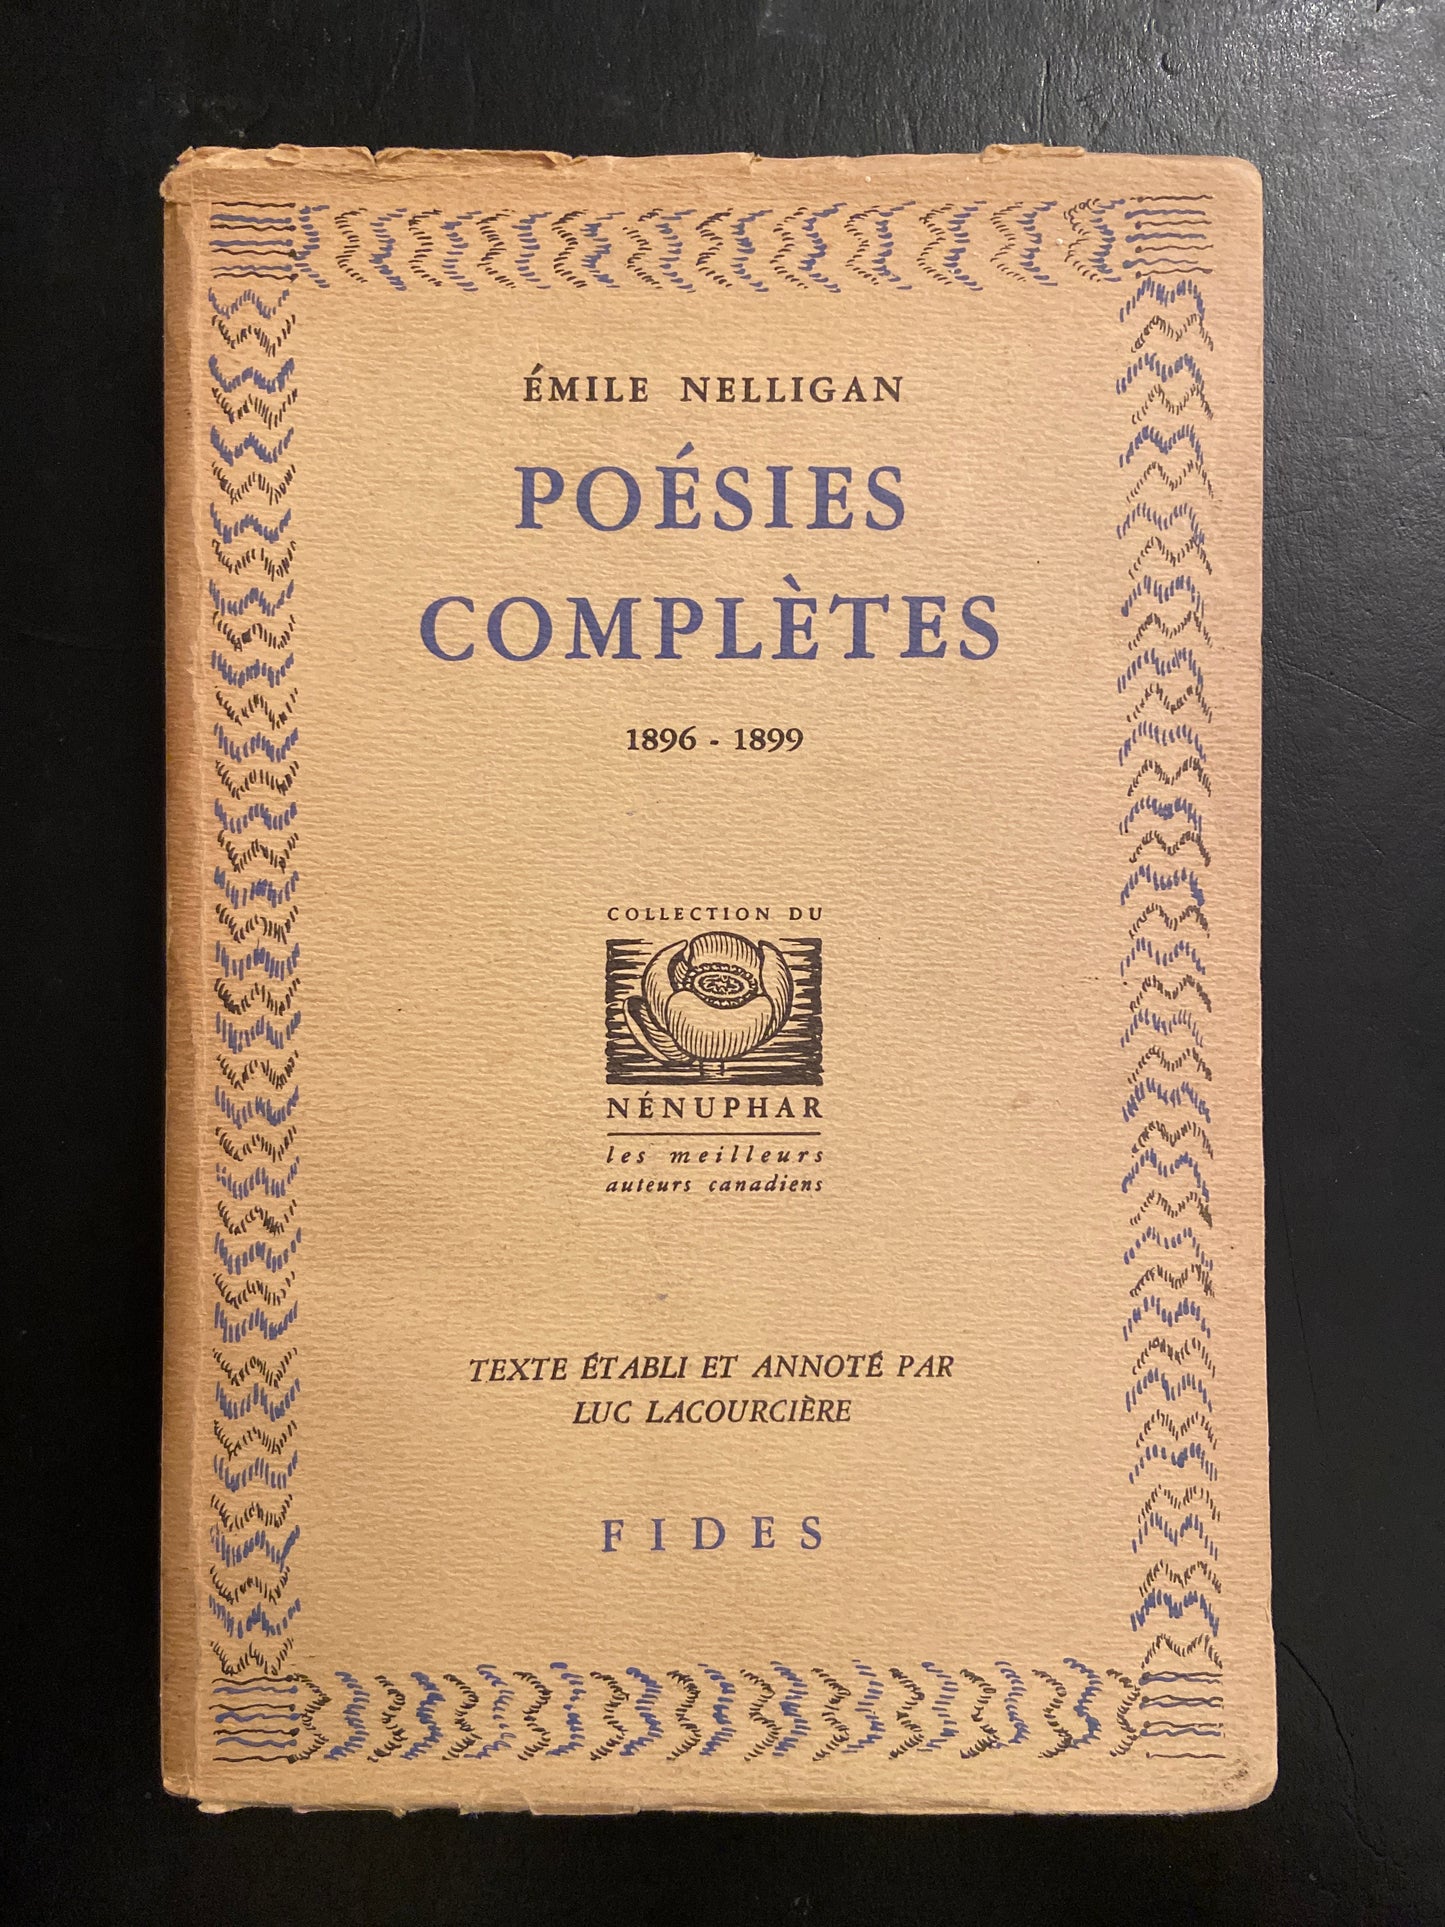 ÉMILE NELLIGAN
POÉSIES
COMPLÈTES
1896 - 1899
COLLECTION DU
NÉNUPHAR
les meilleurs
auteurs canadiens
TEXTE ÉTABLI ET ANNOTÉ PAR
LUC LACOURCIÈRE
FIDES